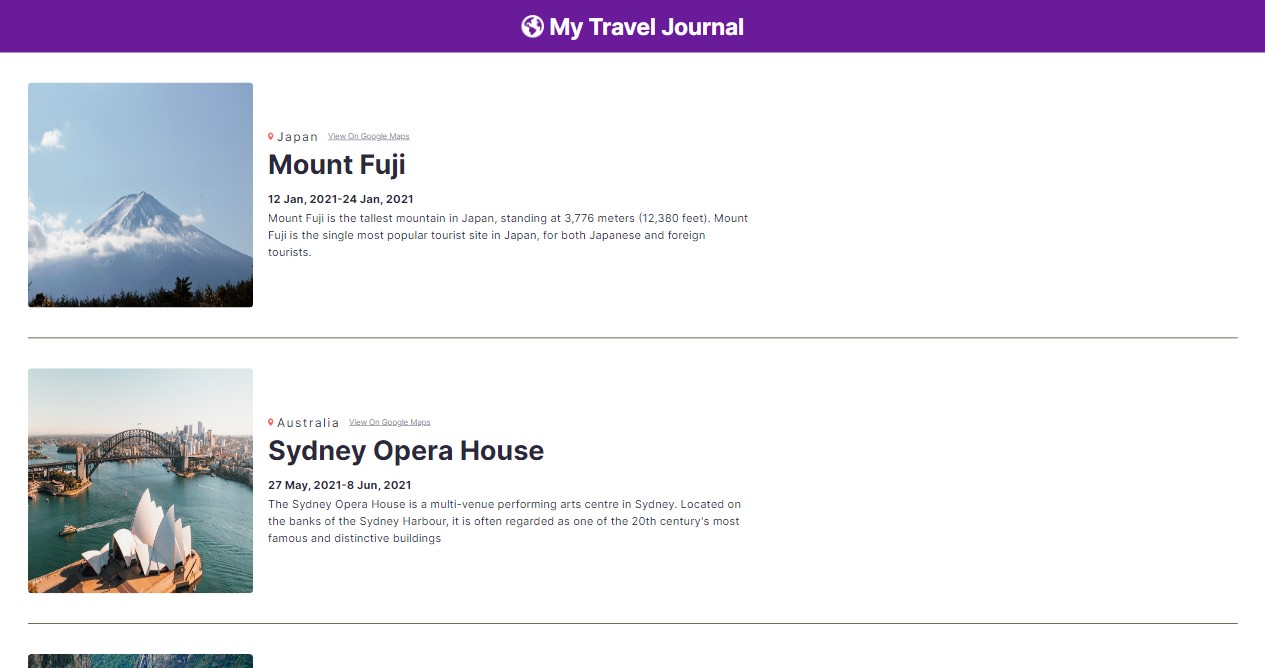 My Travel Journal
Japan View On Google Maps
Mount Fuji
12 Jan, 2021-24 Jan, 2021
Mount Fuji is the tallest mountain in Japan, standing at 3,776 meters (12,380 feet). Mount
Fuji is the single most popular tourist site in Japan, for both Japanese and foreign
tourists.
Australia View On Google Maps
Sydney Opera House
27 May, 2021-8 Jun, 2021
The Sydney Opera House is a multi-venue performing arts centre in Sydney. Located on
the banks of the Sydney Harbour, it is often regarded as one of the 20th century's most
famous and distinctive buildings